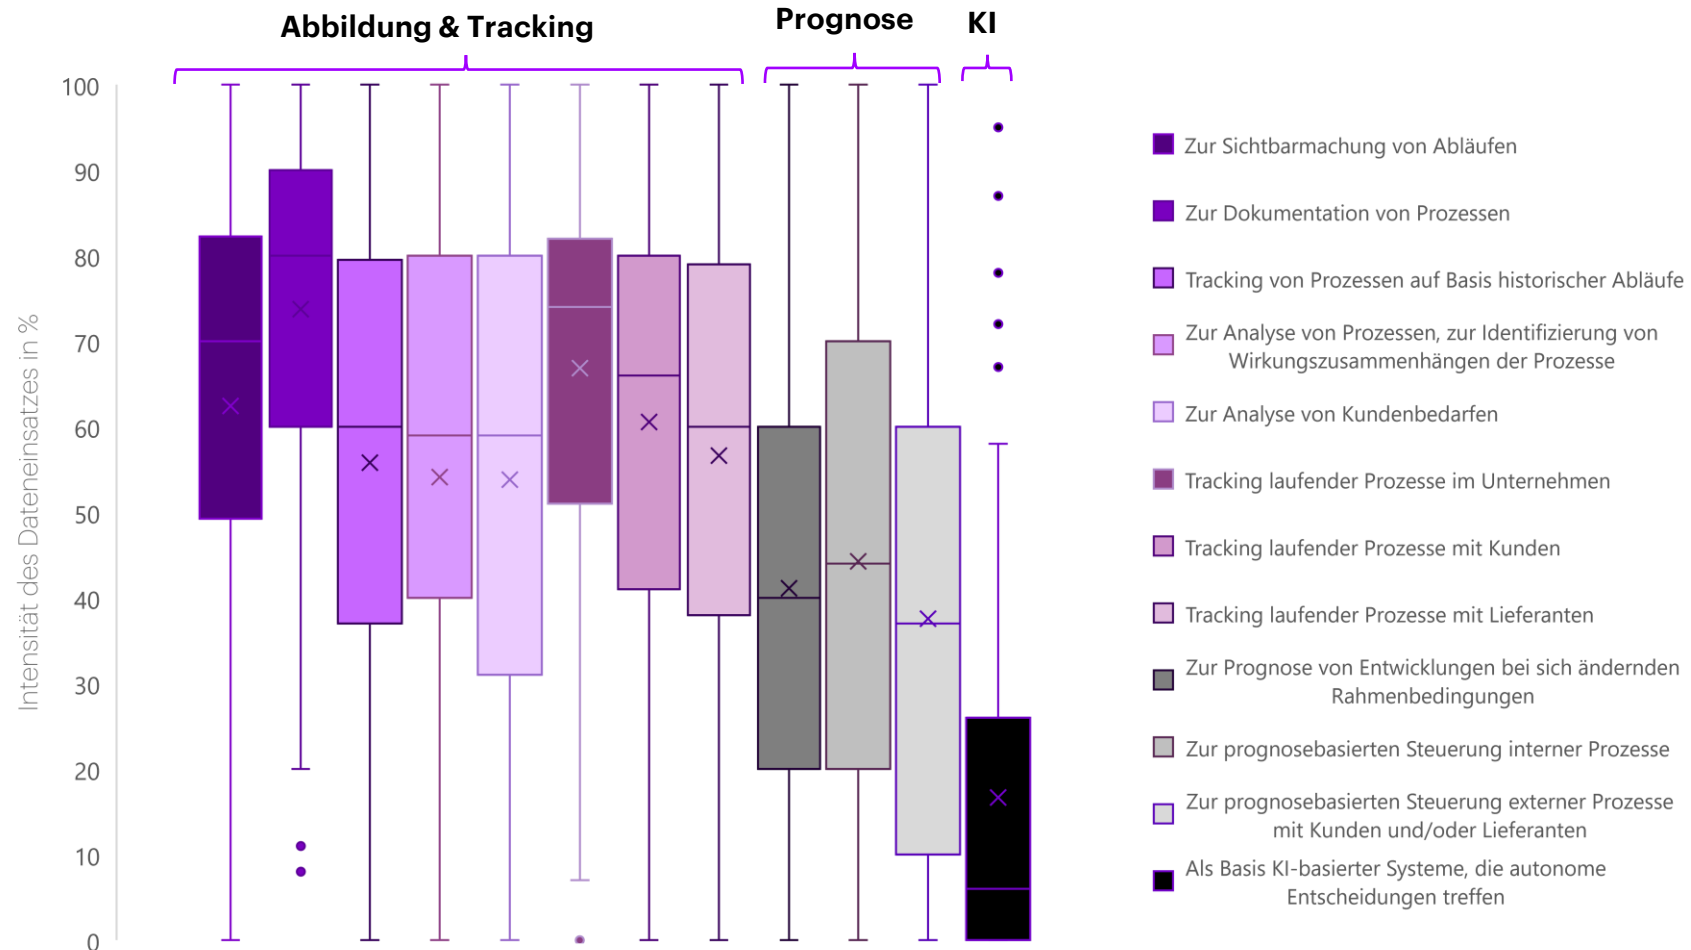 Abbildung & Tracking
Prognose
KI
Intensität des Dateneinsatzes in %
100
90
80
70
60
50
40
30
20
10
0
Zur Sichtbarmachung von Abläufen
Zur Dokumentation von Prozessen
Tracking von Prozessen auf Basis historischer Abläufe
Zur Analyse von Prozessen, zur Identifizierung von
Wirkungszusammenhängen der Prozesse
Zur Analyse von Kundenbedarfen
Tracking laufender Prozesse im Unternehmen
Tracking laufender Prozesse mit Kunden
Tracking laufender Prozesse mit Lieferanten
Zur Prognose von Entwicklungen bei sich ändernden
Rahmenbedingungen
Zur prognosebasierten Steuerung interner Prozesse
Zur prognosebasierten Steuerung externer Prozesse
mit Kunden und/oder Lieferanten
Als Basis KI-basierter Systeme, die autonome
Entscheidungen treffen